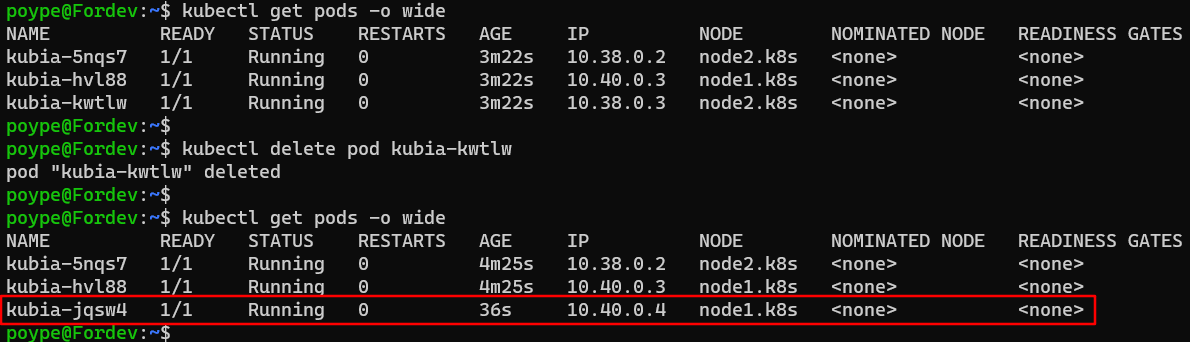 poype@Fordev:~$ kubectl get pods -o wide
NAME READY STATUS RESTARTS AGE IP NODE NOMINATED NODE READINESS GATES
kubia-5nqs7 1/1 Running 0 3m22s 10.38.0.2 node2.k8s <none> <none>
kubia-hvl88 1/1 Running 0 3m22s 10.40.0.3 node1.k8s <none> <none>
kubia-kwtlw 1/1 Running 0 3m22s 10.38.0.3 node2.k8s <none> <none>
poype@Fordev:~$
poype@Fordev:~$ kubectl delete pod kubia-kwtlw
pod "kubia-kwtlw" deleted
poype@Fordev:~$
poype@Fordev:~$ kubectl get pods -o wide
NAME READY STATUS RESTARTS AGE IP NODE NOMINATED NODE READINESS GATES
kubia-5nqs7 1/1 Running 0 4m25s 10.38.0.2 node2.k8s <none> <none>
kubia-hvl88 1/1 Running 0 4m25s 10.40.0.3 node1.k8s <none> <none>
kubia-jqsw4 1/1 Running 0 36s 10.40.0.4 node1.k8s <none> <none>
poype@Fordev:~$